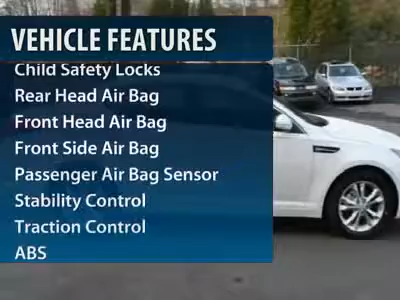 VEHICLE FEATURES
Child Safety Locks
Rear Head Air Bag
Front Head Air Bag
Front Side Air Bag
Passenger Air Bag Sensor
Stability Control
Traction Control
ABS